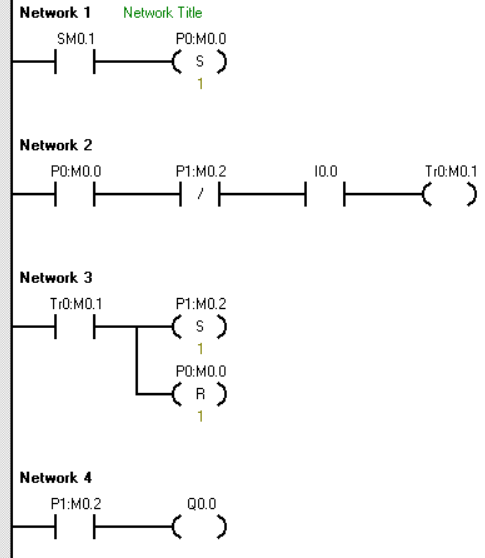 Network 1 Network Title
SM0.1 P0:M0.0
S
1
Network 2
P0:M0.0 P1:M0.2 I0.0 Tr0:M0.1
/
Network 3
Tr0:M0.1 P1:M0.2
S
1
P0:M0.0
R
1
Network 4
P1:M0.2 Q0.0